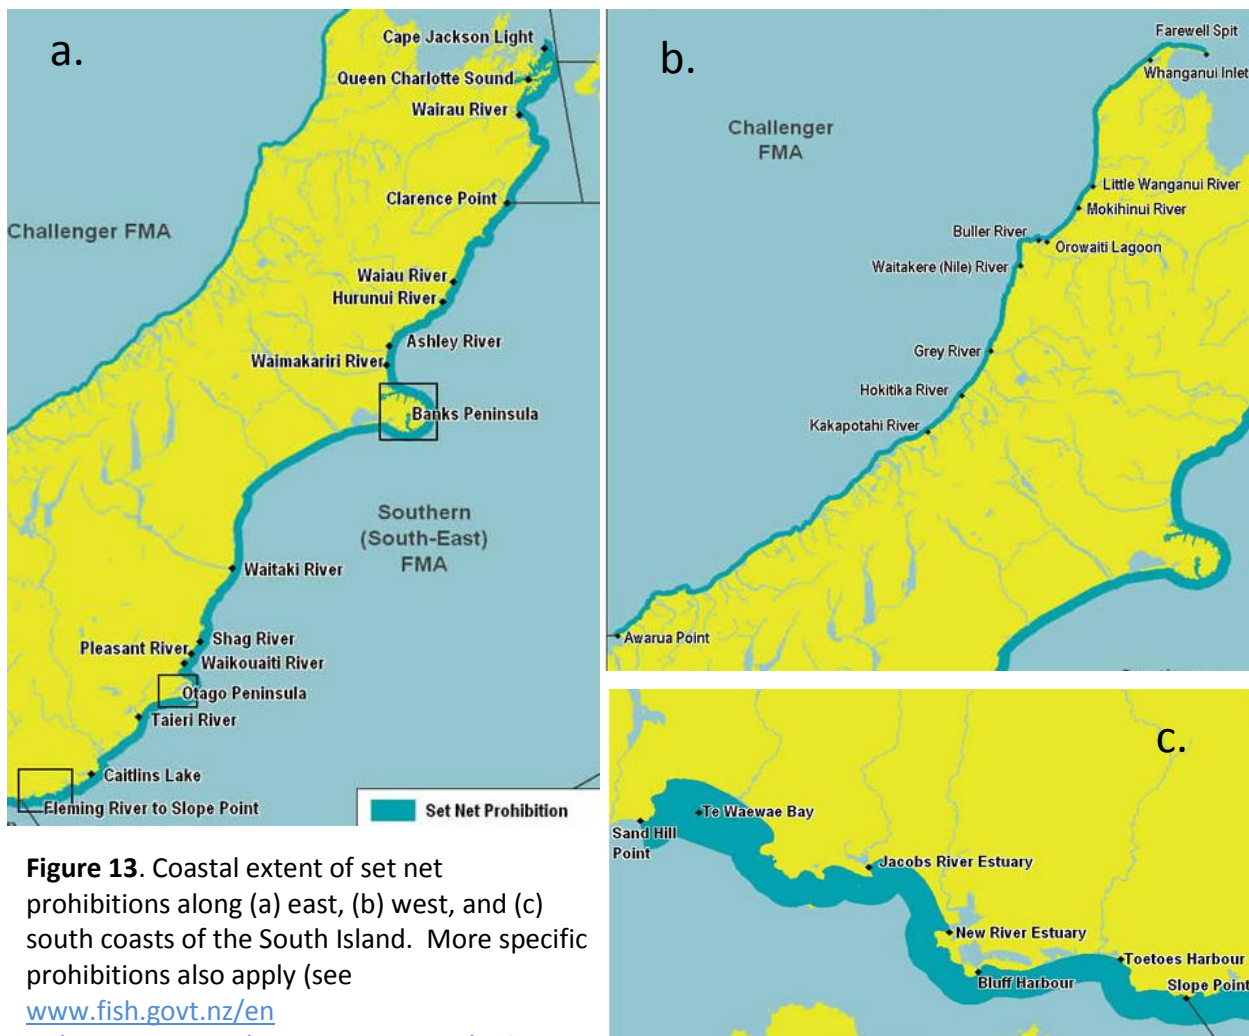 a.
Cape Jackson Light
Queen Charlotte Sound
Wairau River
Clarence Point
Challenger FMA
Waiau River
Hurunui River
Ashley River
Waimakariri River
Banks Peninsula
Southern
(South-East)
FMA
Waitaki River
Shag River
Pleasant River
Waikouaiti River
Otago Peninsula
Taieri River
Caitlins Lake
Fleming River to Slope Point
Set Net Prohibition
b.
Farewell Spit
Whanganui Inlet
Challenger
FMA
Little Wanganui River
Mokihinui River
Buller River
Orowaiti Lagoon
Waitakere (Nile) River
Grey River
Hokitika River
Kakapotahi River
Awarua Point
c.
Te Waewae Bay
Sand Hill
Point
Jacobs River Estuary
New River Estuary
Toetoes Harbour
Bluff Harbour
Slope Point
Figure 13. Coastal extent of set net
prohibitions along (a) east, (b) west, and (c)
south coasts of the South Island. More specific
prohibitions also apply (see
www.fish.govt.nz/en